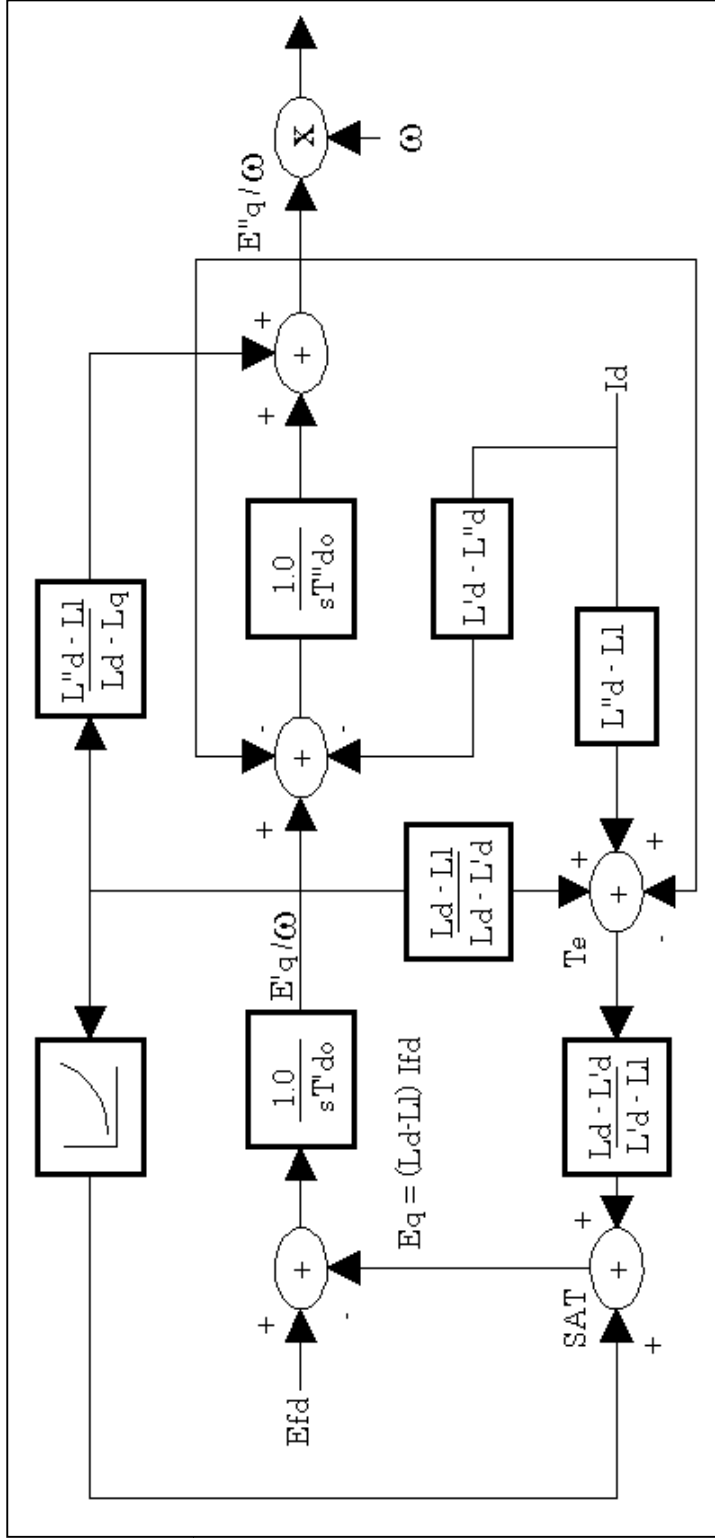 L"d - Ll
Ld - Lq
Efd
+
-
+
1.0
sT'do
E'q/ω
+
-
-
+
1.0
sT"do
+
+
+
E"q/ω
X
ω
Eq = (Ld-Ll) Ifd
Ld - Ll
Ld - L'd
L'd - L"d
Id
SAT
+
+
+
Ld - L'd
L'd - Ll
Te
+
+
+
-
L"d - Ll